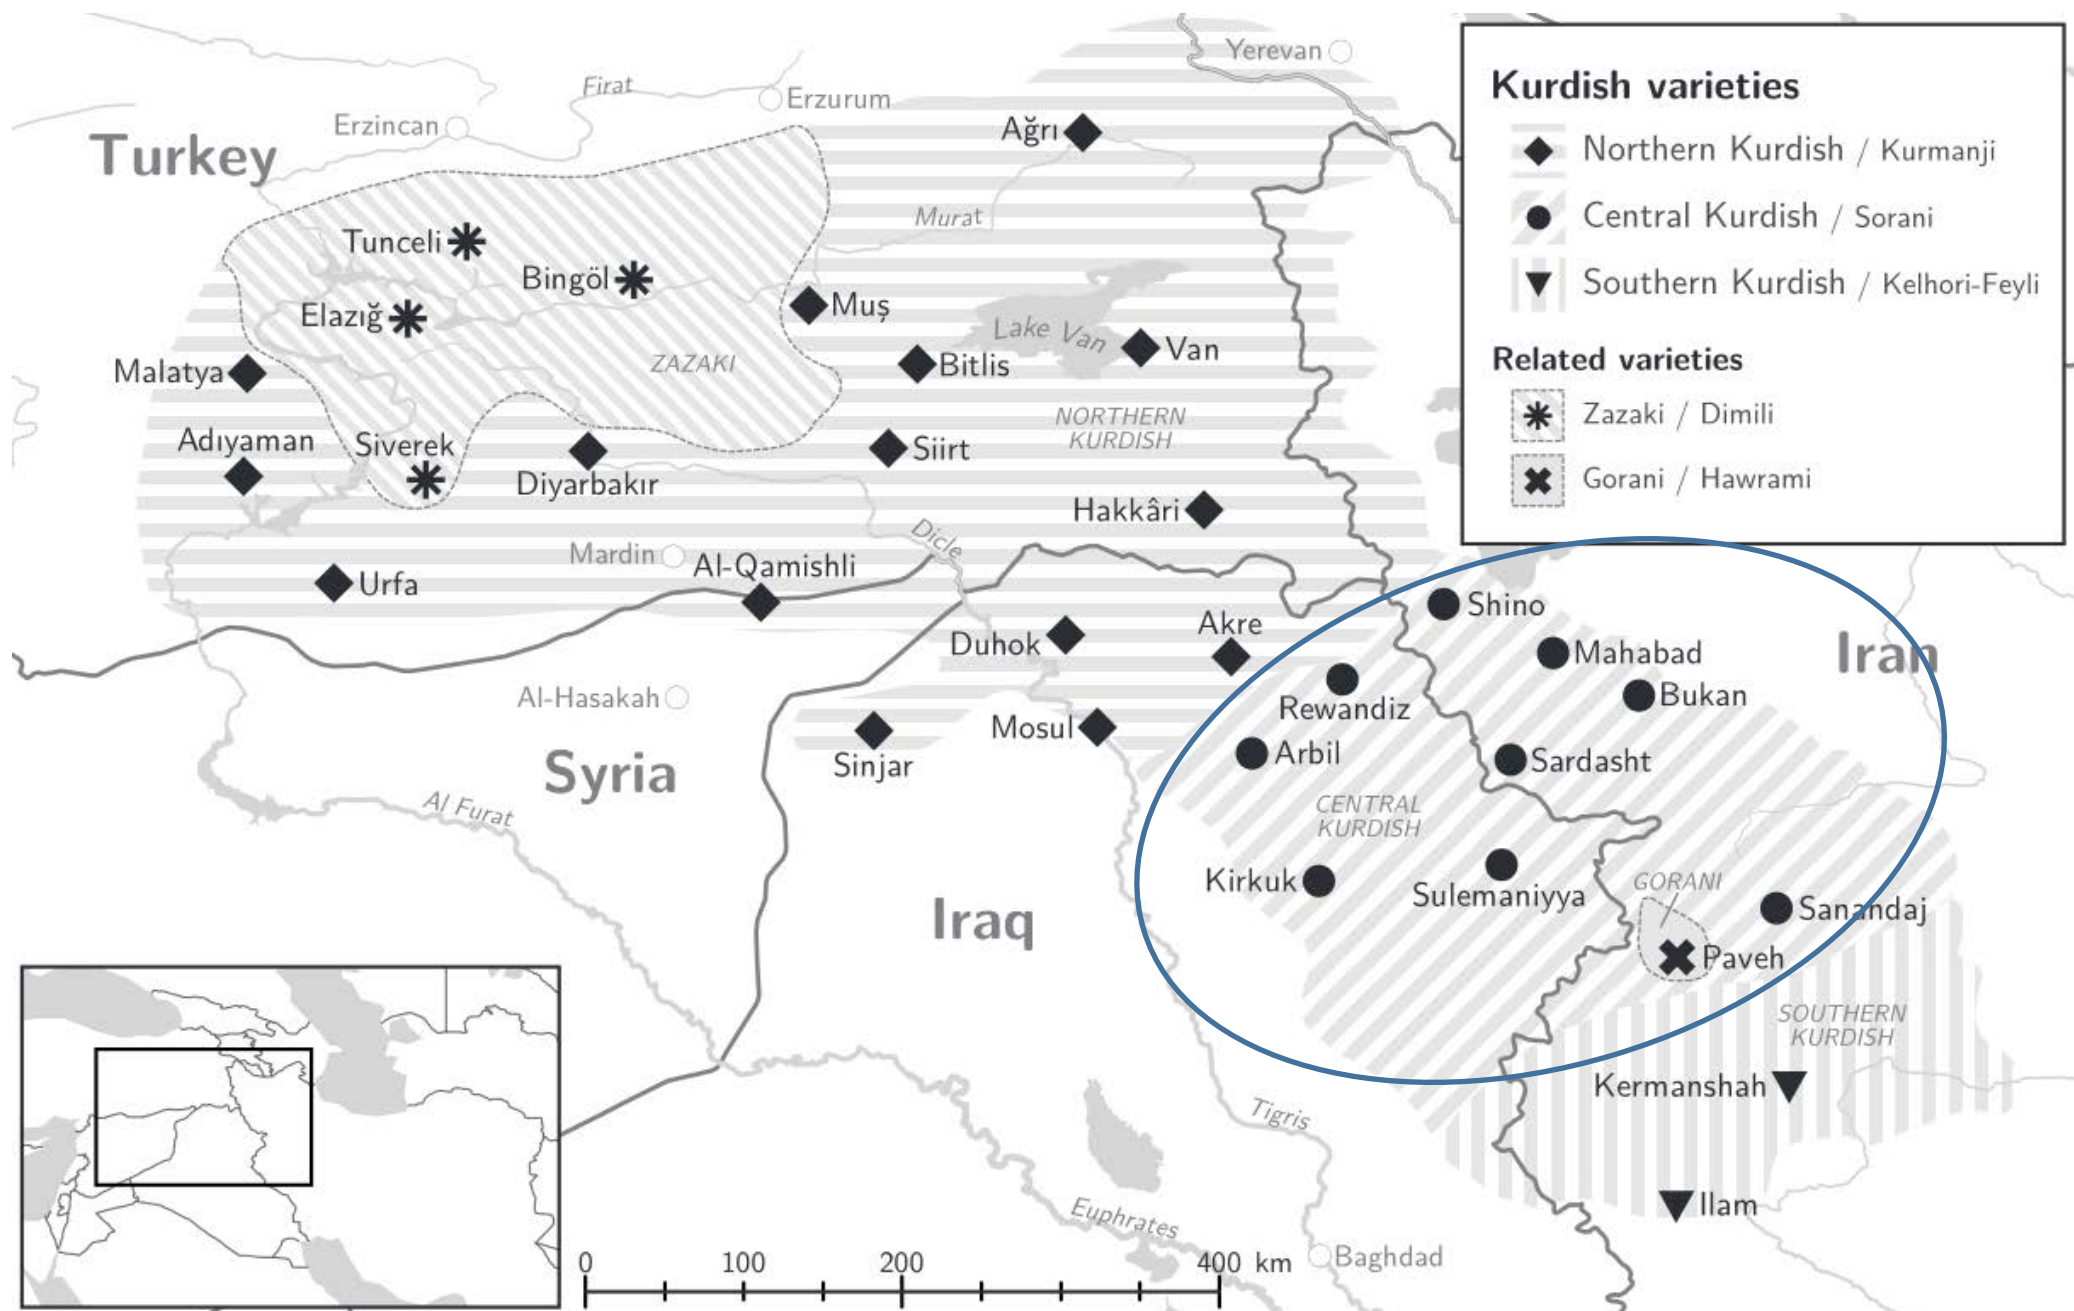 Kurdish varieties
Northern Kurdish / Kurmanji
Central Kurdish / Sorani
Southern Kurdish / Kelhori-Feyli
Related varieties
Zazaki / Dimili
Gorani / Hawrami
Yerevan
Firat
Erzurum
Erzincan
Ağrı
Turkey
Murat
Tunceli
Bingöl
Elazığ
Muş
Lake Van
Van
ZAZAKI
Bitlis
Malatya
NORTHERN
KURDISH
Adıyaman
Siverek
Siirt
Diyarbakır
Hakkâri
Dicle
Mardin
Al-Qamishli
Urfa
Shino
Akre
Duhok
Mahabad
Iran
Bukan
Al-Hasakah
Rewandiz
Mosul
Arbil
Sinjar
Sardasht
Syria
Al Furat
CENTRAL
KURDISH
Kirkuk
Sulemaniyya
GORANI
Sanandaj
Iraq
Paveh
SOUTHERN
KURDISH
Kermanshah
Tigris
Ilam
Euphrates
Baghdad
0 100 200 400 km